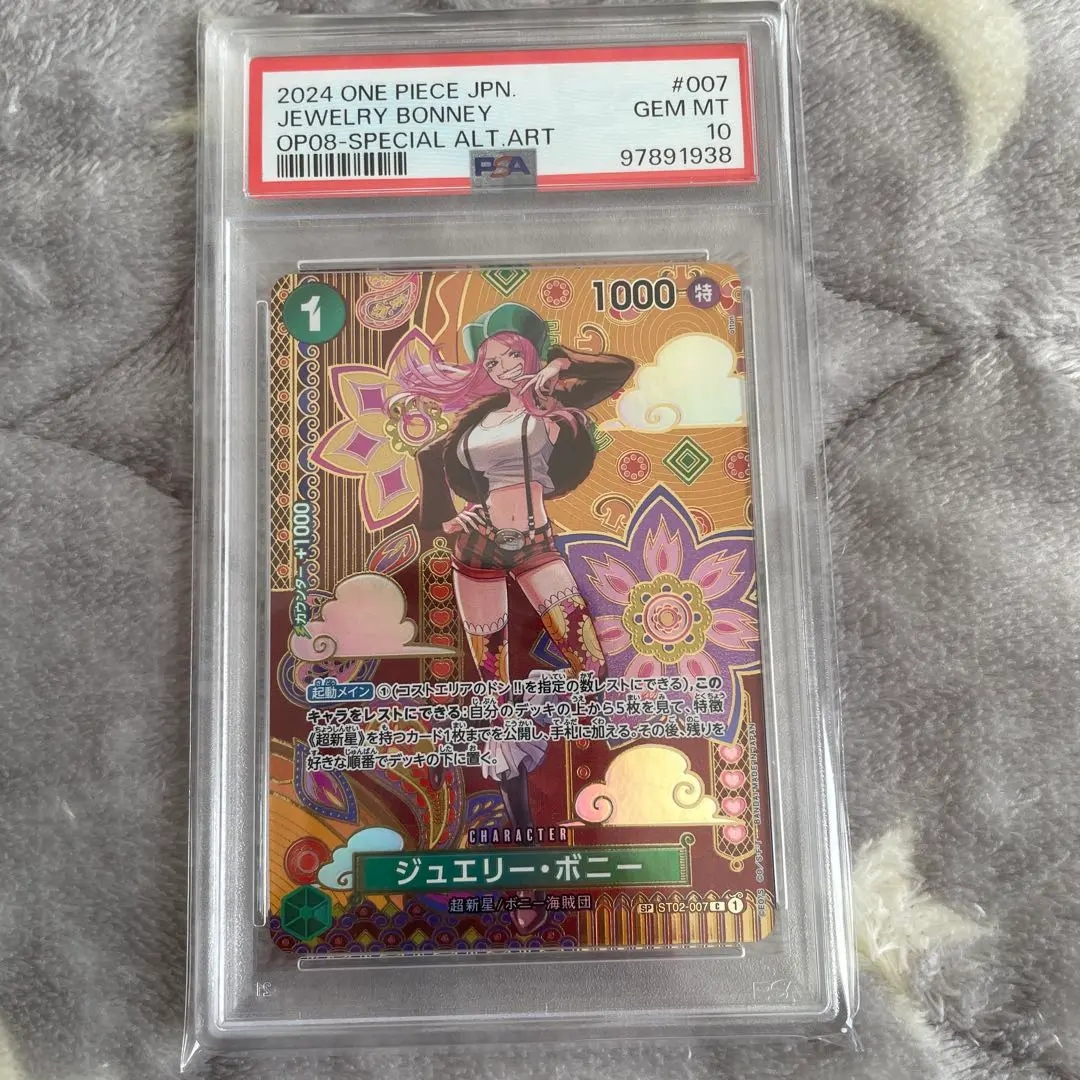 2024 ONE PIECE JPN.
#007
JEWELRY BONNEY
GEM MT
OP08-SPECIAL ALT.ART
10
PSA
97891938
1
1000
特
カウンター +1000
起動メイン ①(コストエリアのドン!!を指定の数レストにできる),この
キャラをレストにできる:自分のデッキの上から5枚を見て、特徴
《超新星》を持つカード1枚までを公開し、手札に加える。その後、残りを
好きな順番でデッキの下に置く。
CHARACTER
ジュエリー・ボニー
超新星/ボニー海賊団
SP ST02-007 C 1
BANDAI MADE IN JAPAN
PSA